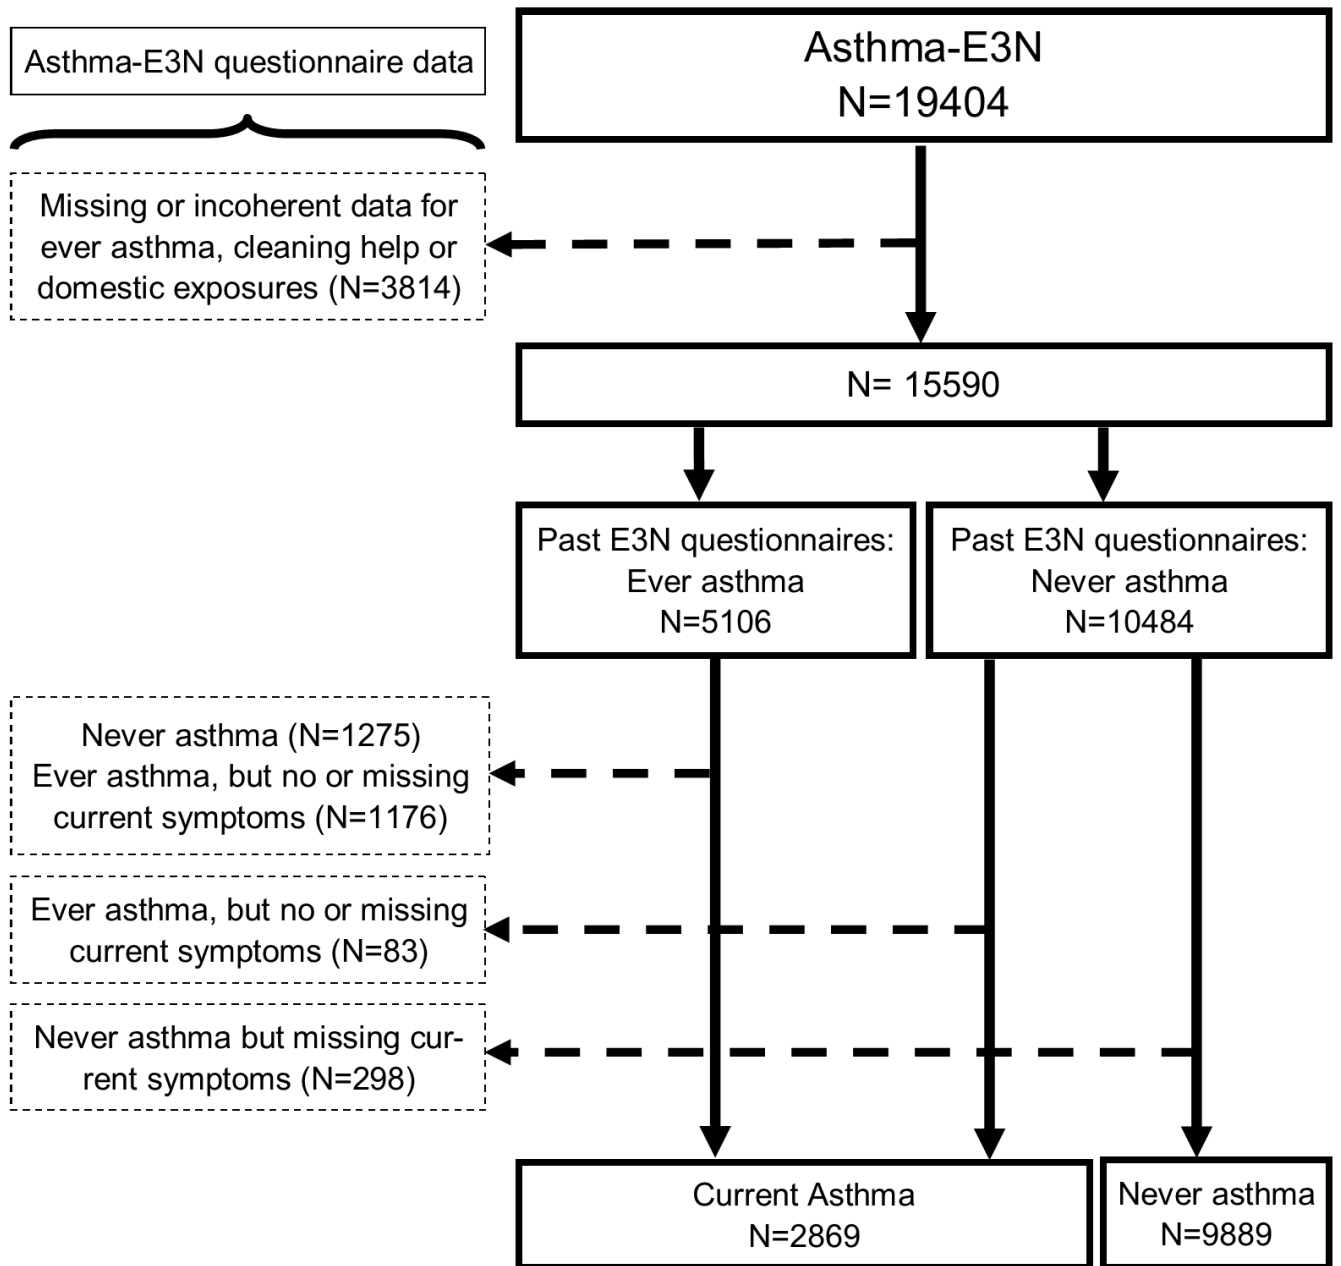 Asthma-E3N questionnaire data
Asthma-E3N
N=19404
Missing or incoherent data for
ever asthma, cleaning help or
domestic exposures (N=3814)
N= 15590
Past E3N questionnaires:
Ever asthma
N=5106
Past E3N questionnaires:
Never asthma
N=10484
Never asthma (N=1275)
Ever asthma, but no or missing
current symptoms (N=1176)
Ever asthma, but no or missing
current symptoms (N=83)
Never asthma but missing cur-
rent symptoms (N=298)
Current Asthma
N=2869
Never asthma
N=9889